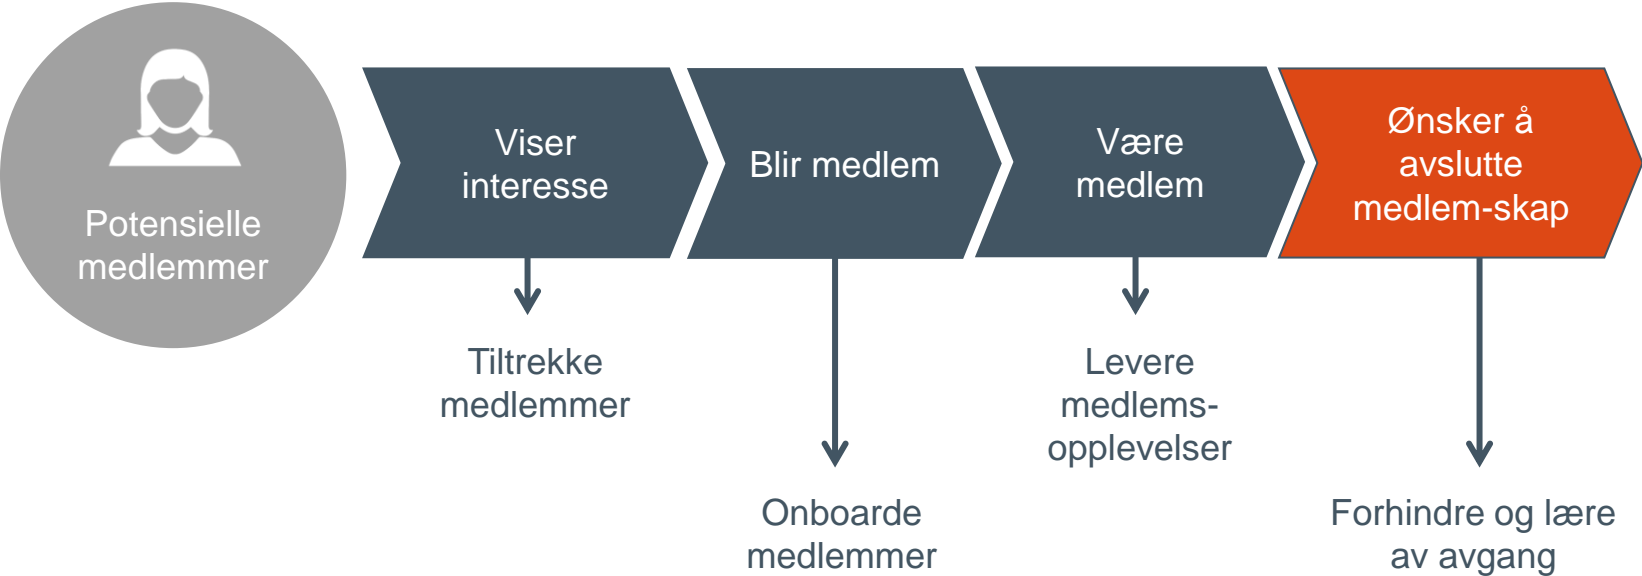 Potensielle
medlemmer
Viser
interesse
Blir medlem
Være
medlem
Ønsker å
avslutte
medlem-skap
Tiltrekke
medlemmer
Onboarde
medlemmer
Levere
medlems-
opplevelser
Forhindre og lære
av avgang